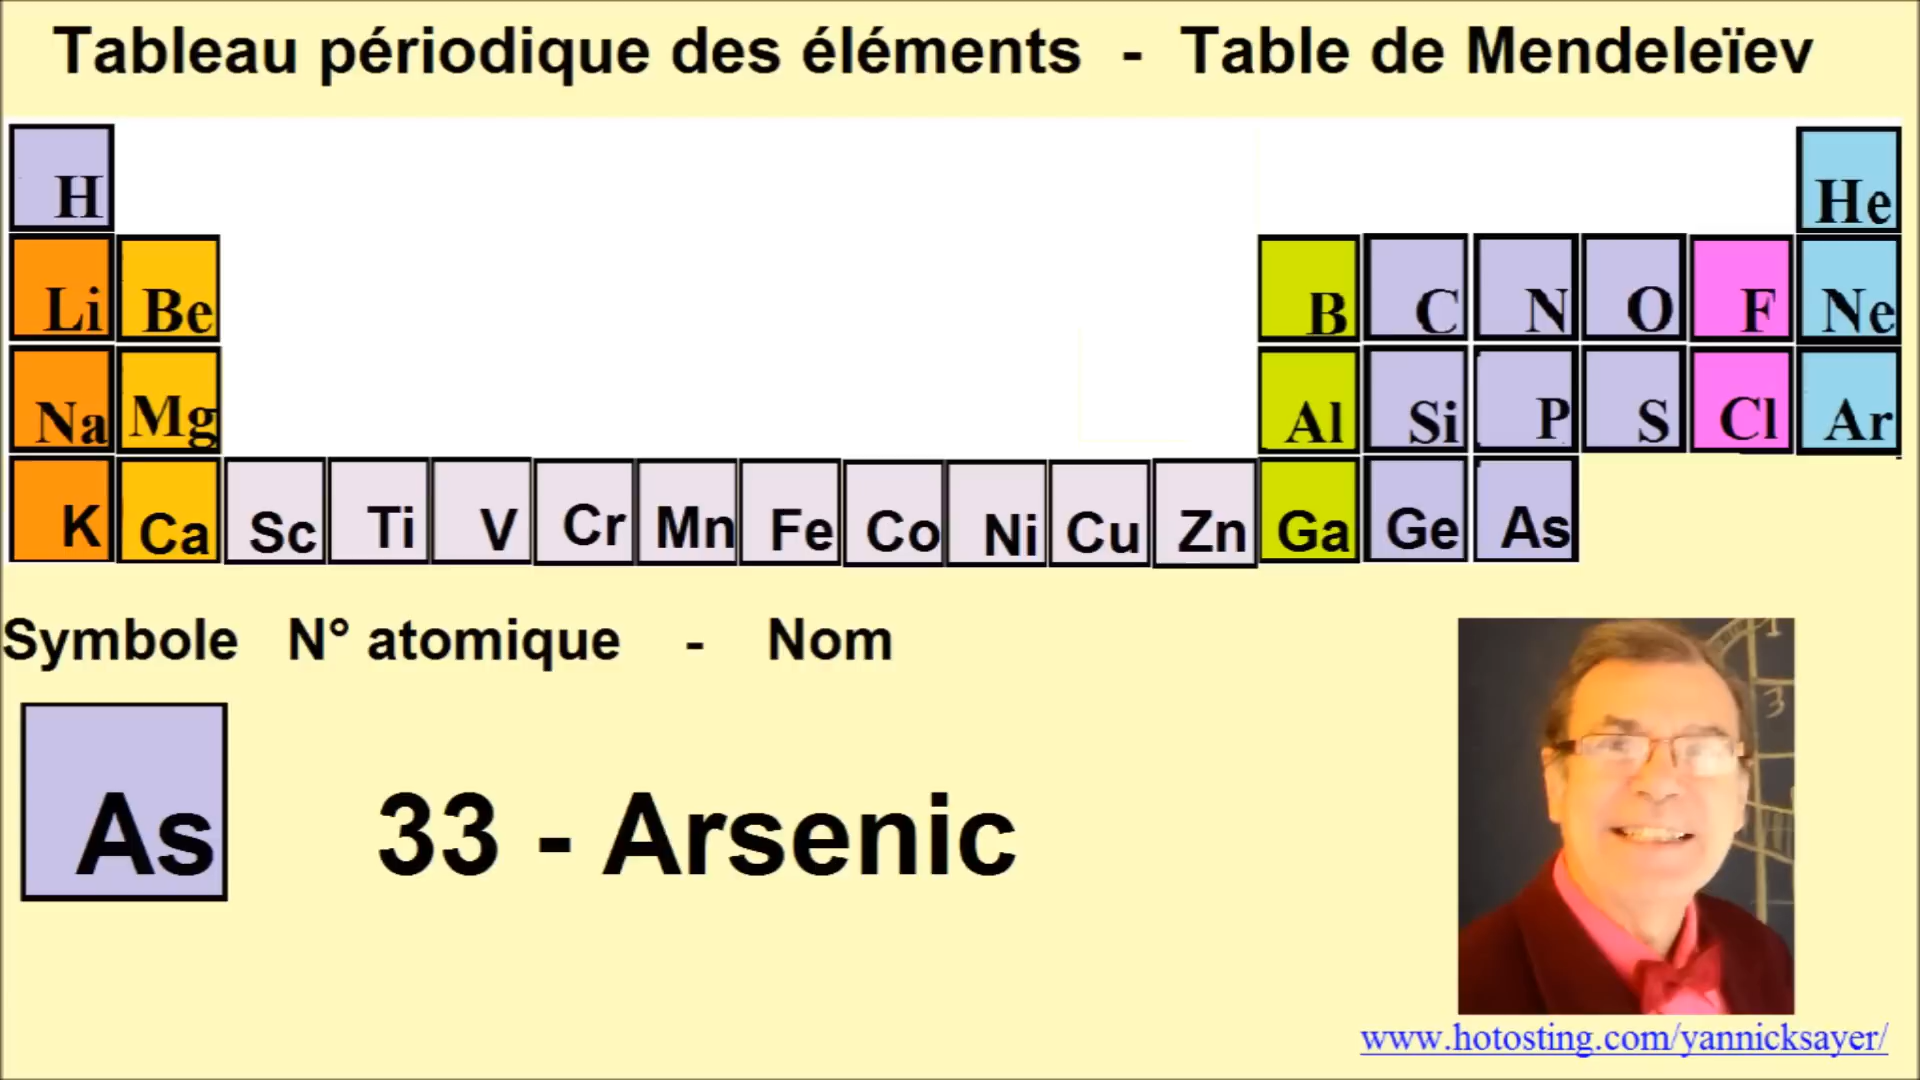 Tableau périodique des éléments - Table de Mendeleïev
H He
Li Be B C N O F Ne
Na Mg Al Si P S Cl Ar
K Ca Sc Ti V Cr Mn Fe Co Ni Cu Zn Ga Ge As
Symbole N° atomique - Nom
As 33 - Arsenic
3
www.hotosting.com/yannicksayer/